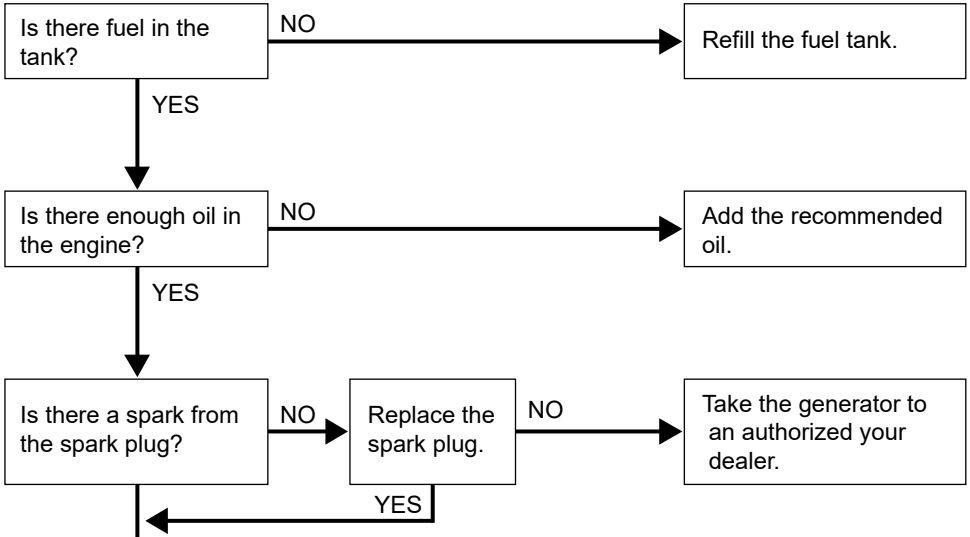 Is there fuel in the
tank?
NO
Refill the fuel tank.
YES
Is there enough oil in
the engine?
NO
Add the recommended
oil.
YES
Is there a spark from
the spark plug?
NO
Replace the
spark plug.
NO
Take the generator to
an authorized your
dealer.
YES